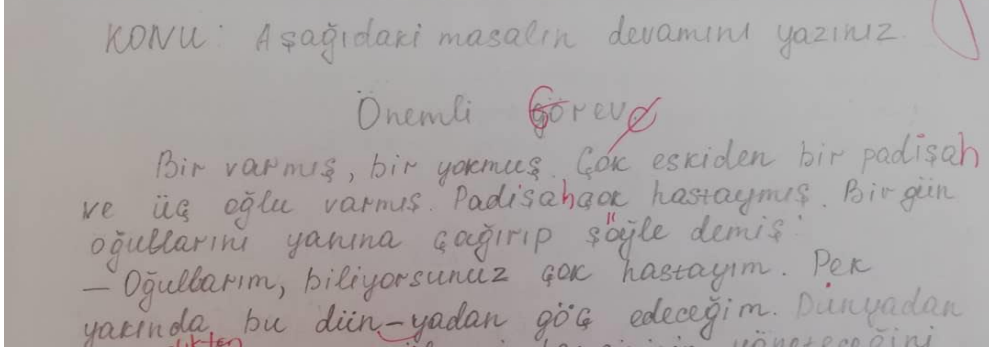 KONU: Aşağıdaki masalın devamını yazınız.
Önemli Görev
Bir varmış, bir yokmuş. Çok eskiden bir padişah
ve üç oğlu varmış. Padişah çok hastaymış. Bir gün
oğullarını yanına çağırıp şöyle demiş:
— Oğullarım, biliyorsunuz çok hastayım. Pek
yakında bu dün-yadan göç edeceğim. Dünyadan